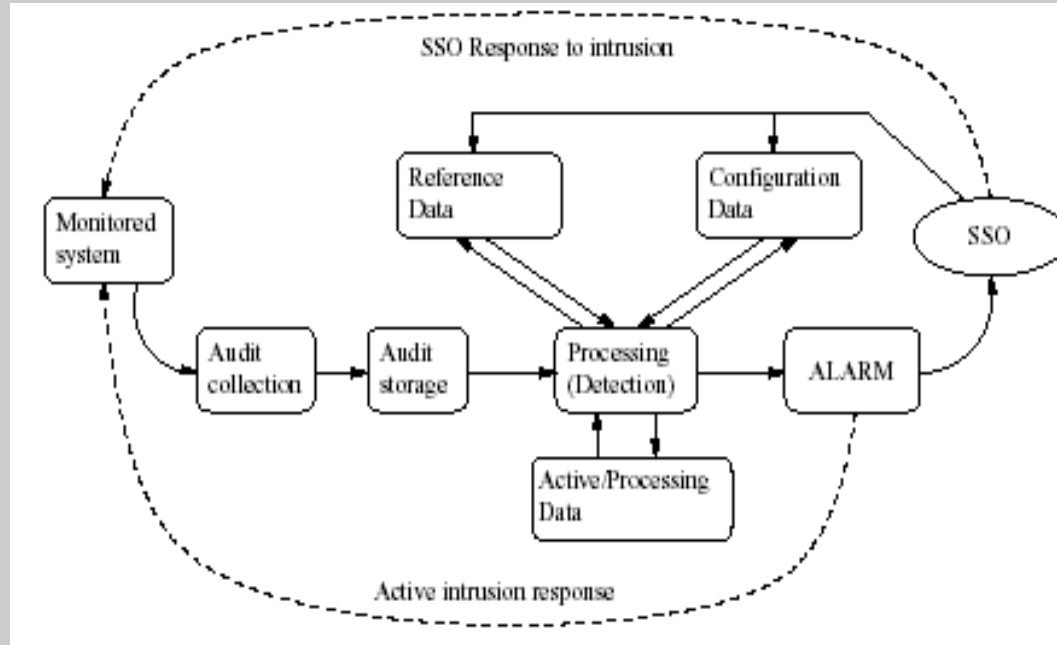 SSO Response to intrusion
Reference
Data
Configuration
Data
Monitored
system
SSO
Audit
collection
Audit
storage
Processing
(Detection)
ALARM
Active/Processing
Data
Active intrusion response